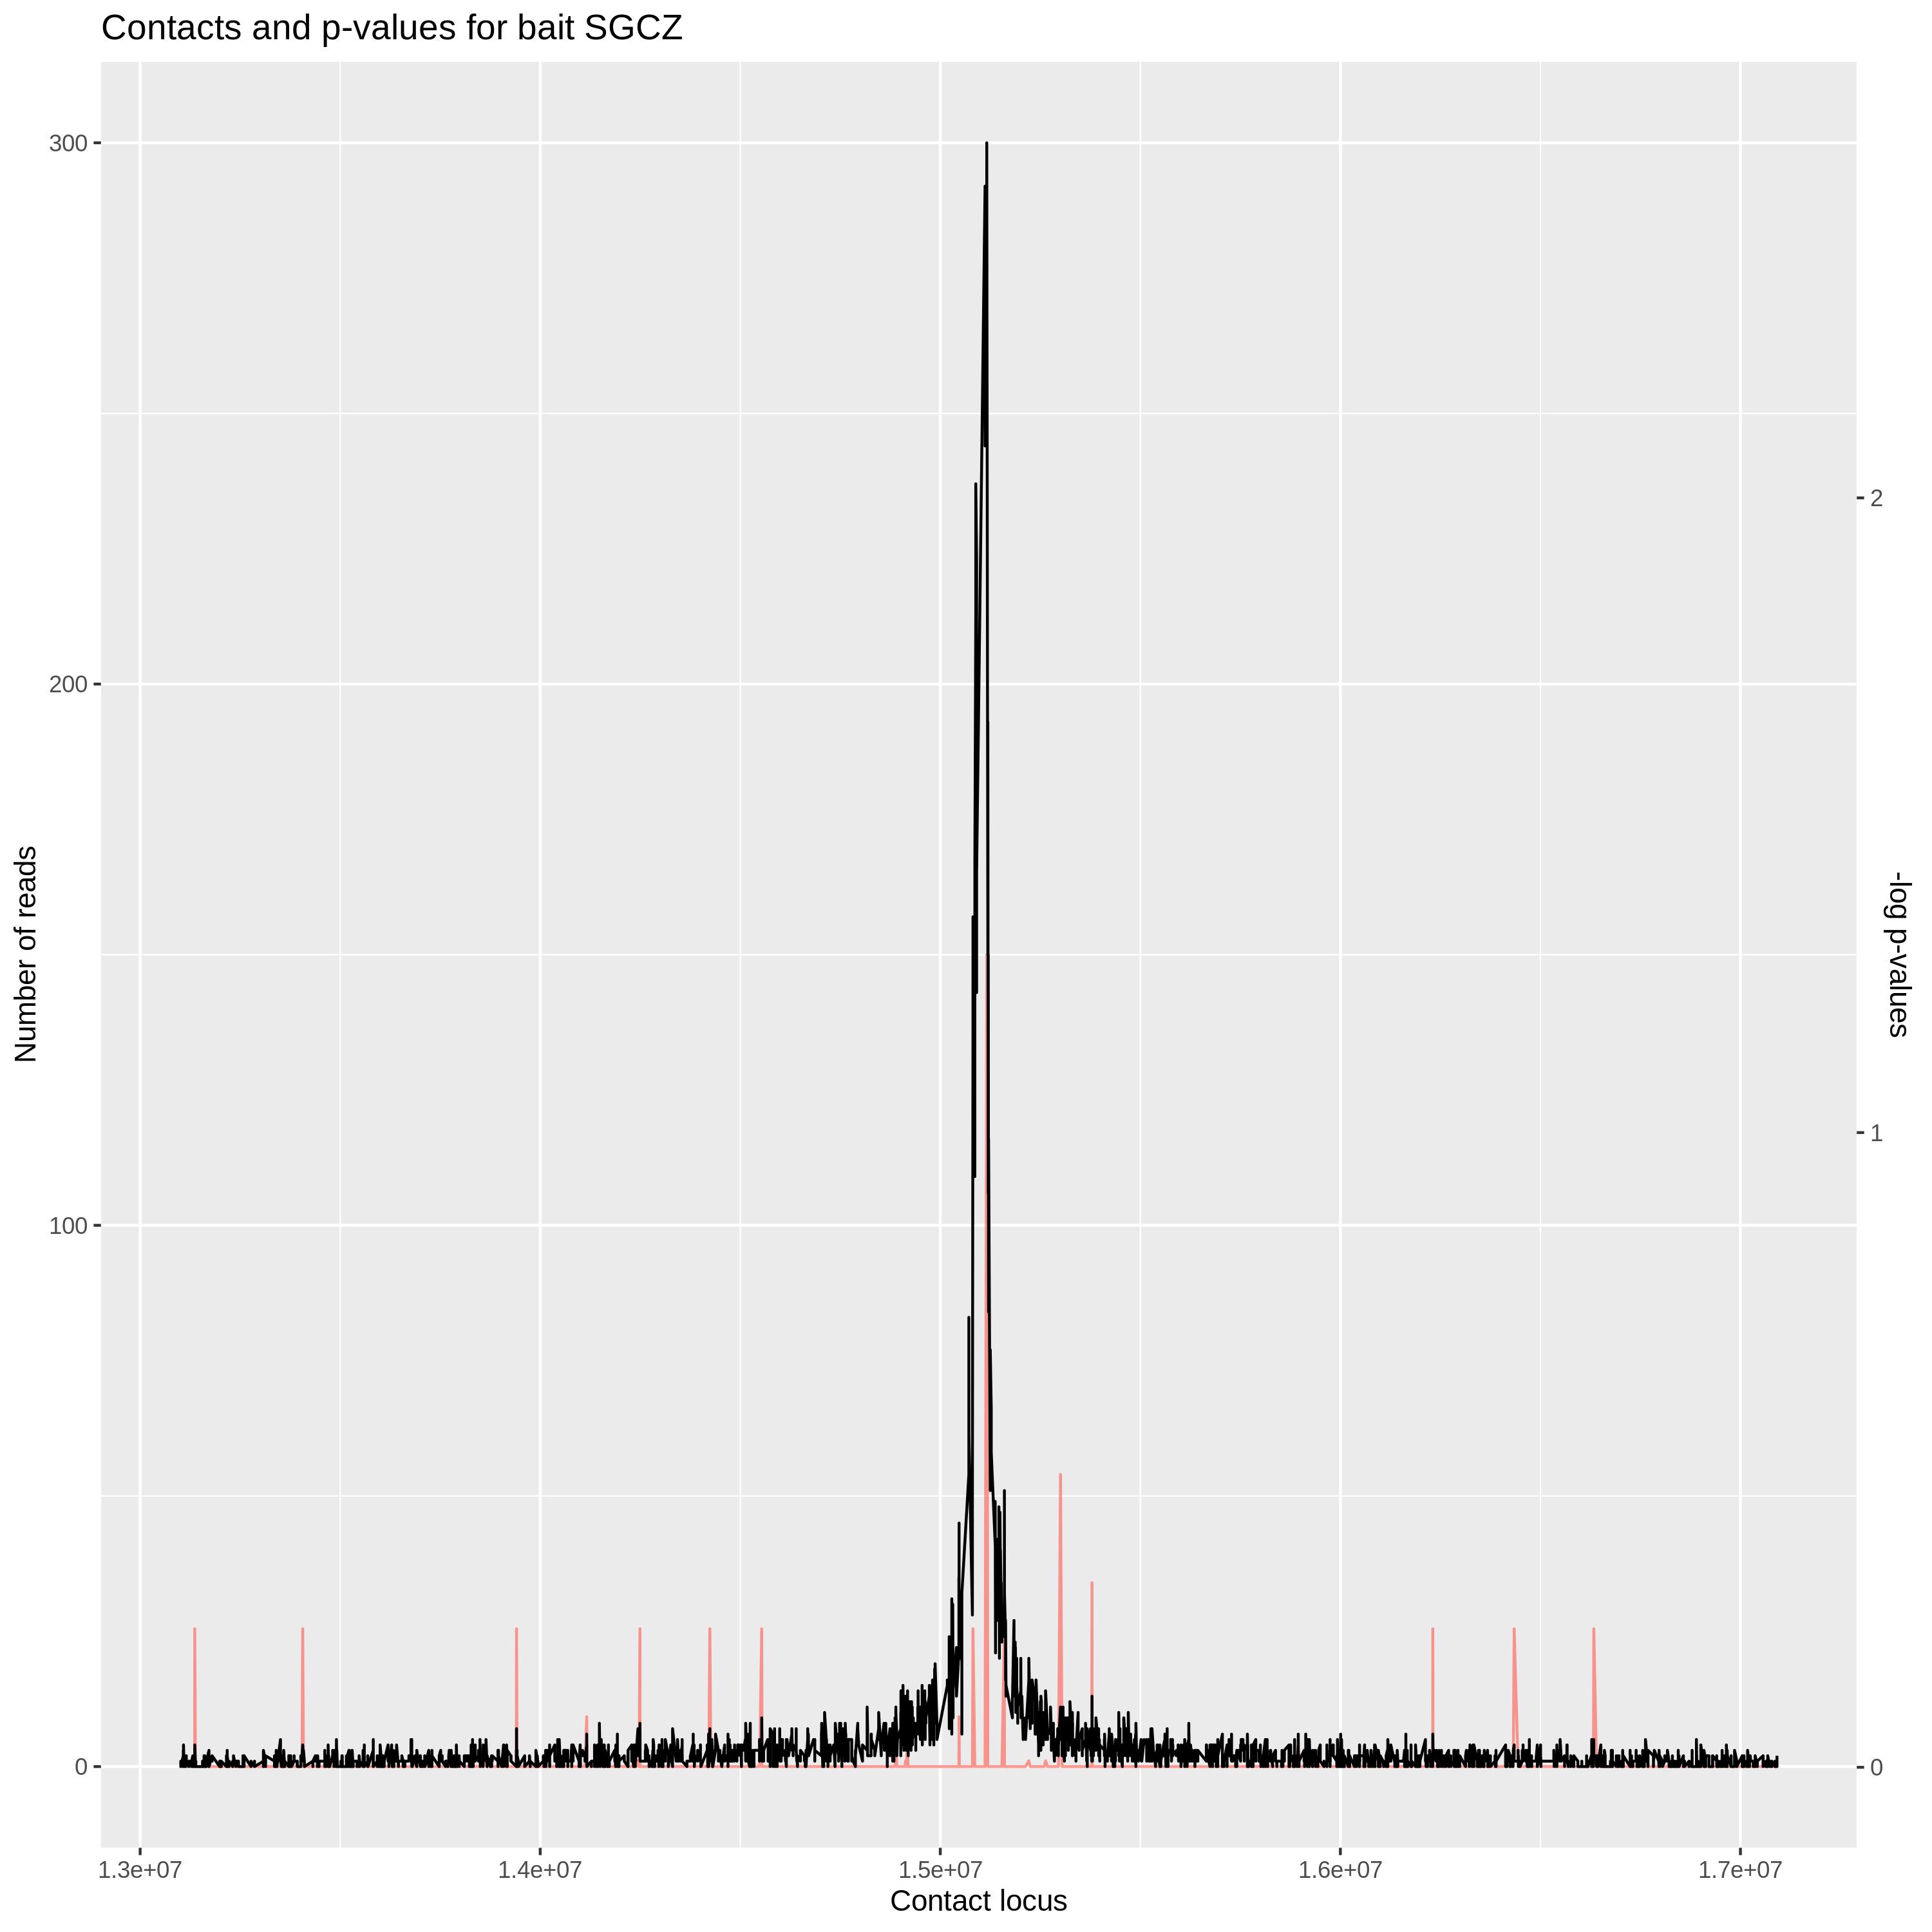 Contacts and p-values for bait SGCZ
300
200
100
0
Number of reads
2
1
0
-log p-values
1.3e+07
1.4e+07
1.5e+07
1.6e+07
1.7e+07
Contact locus